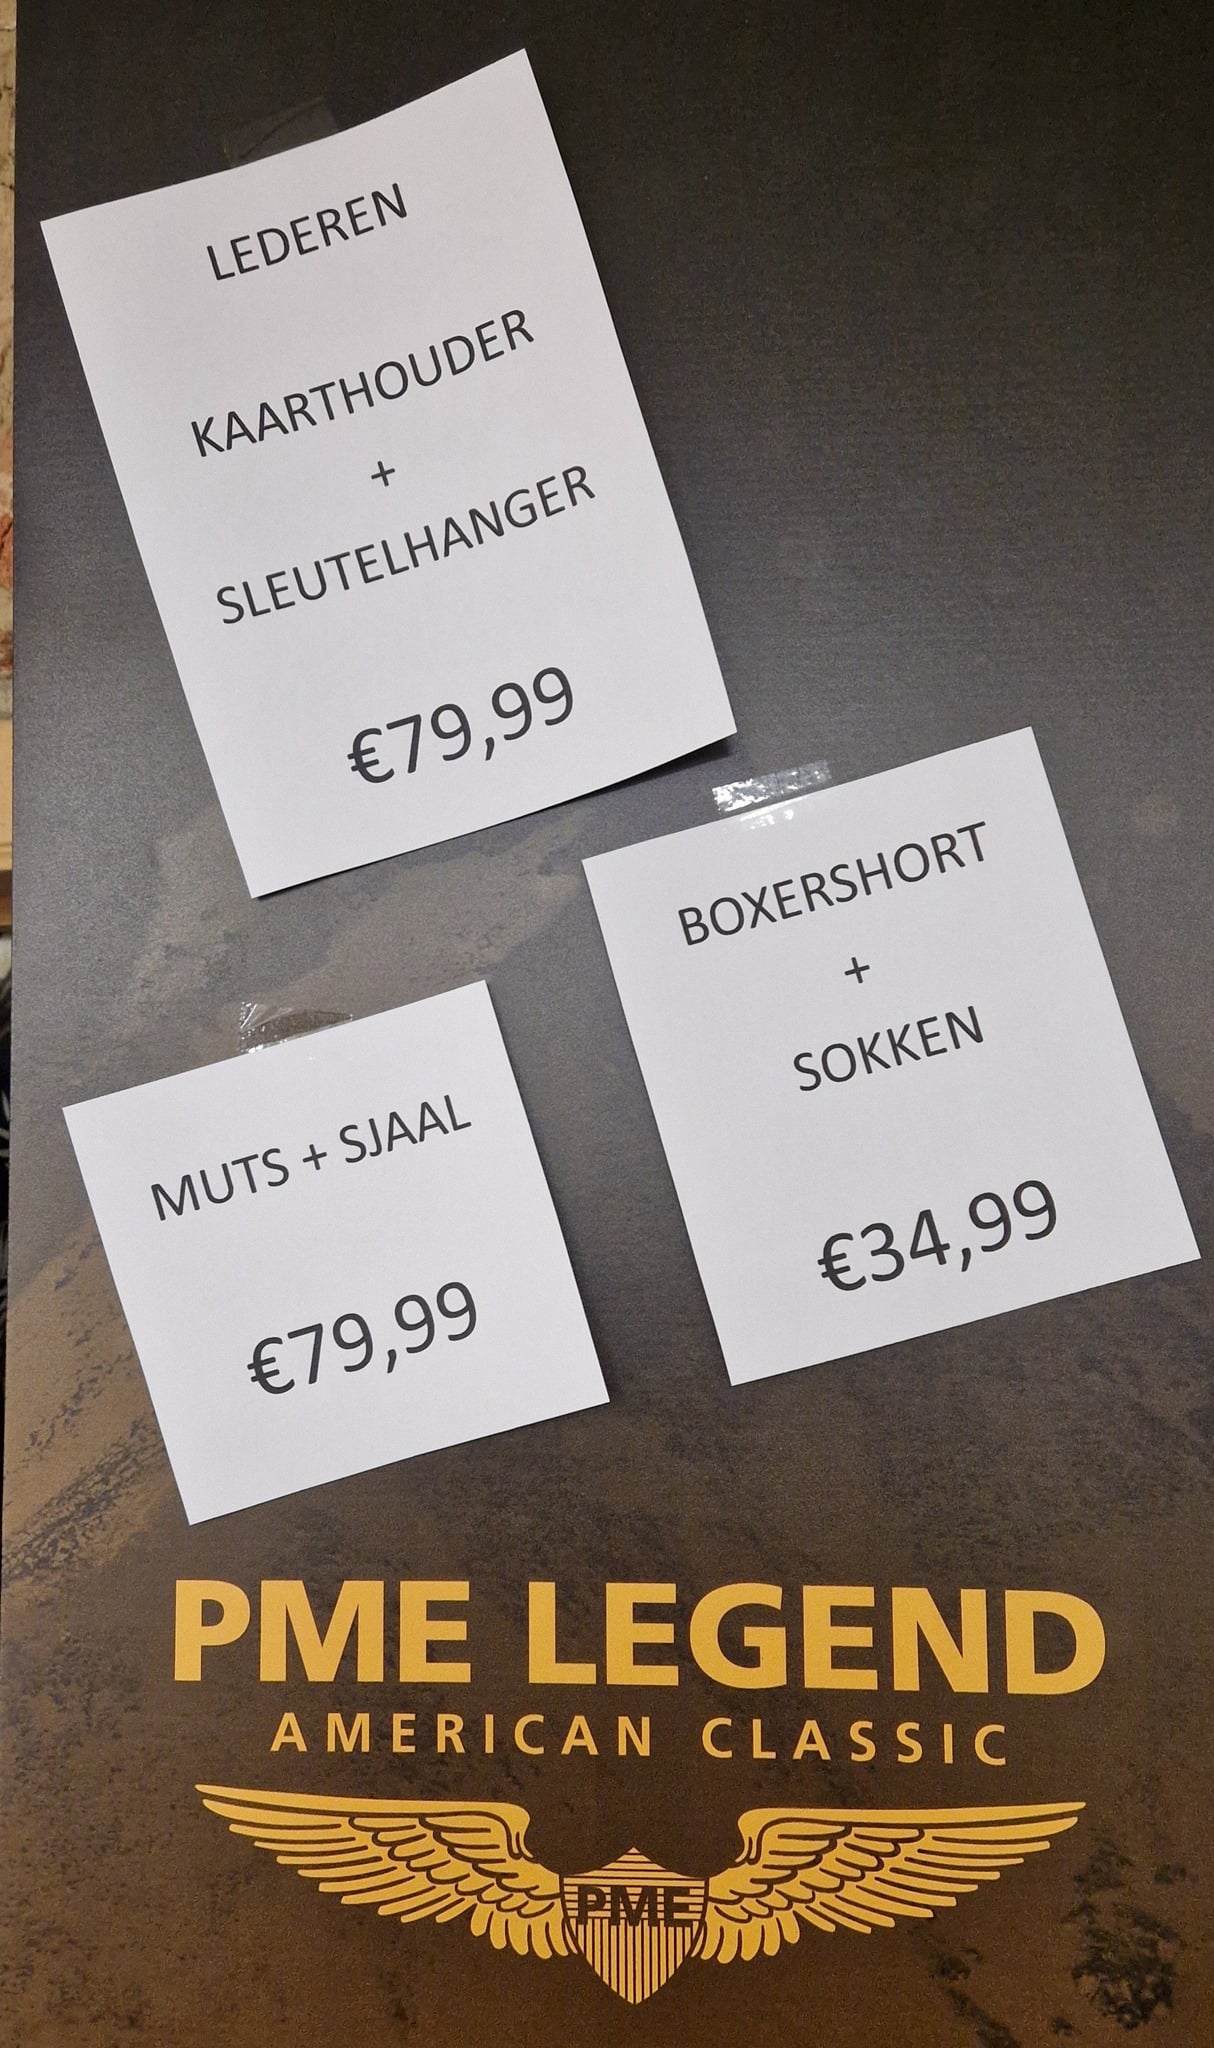 LEDEREN
KAARTHOUDER
+
SLEUTELHANGER
€79,99
BOXERSHORT
+
SOKKEN
€34,99
MUTS + SJAAL
€79,99
PME LEGEND
AMERICAN CLASSIC
PME